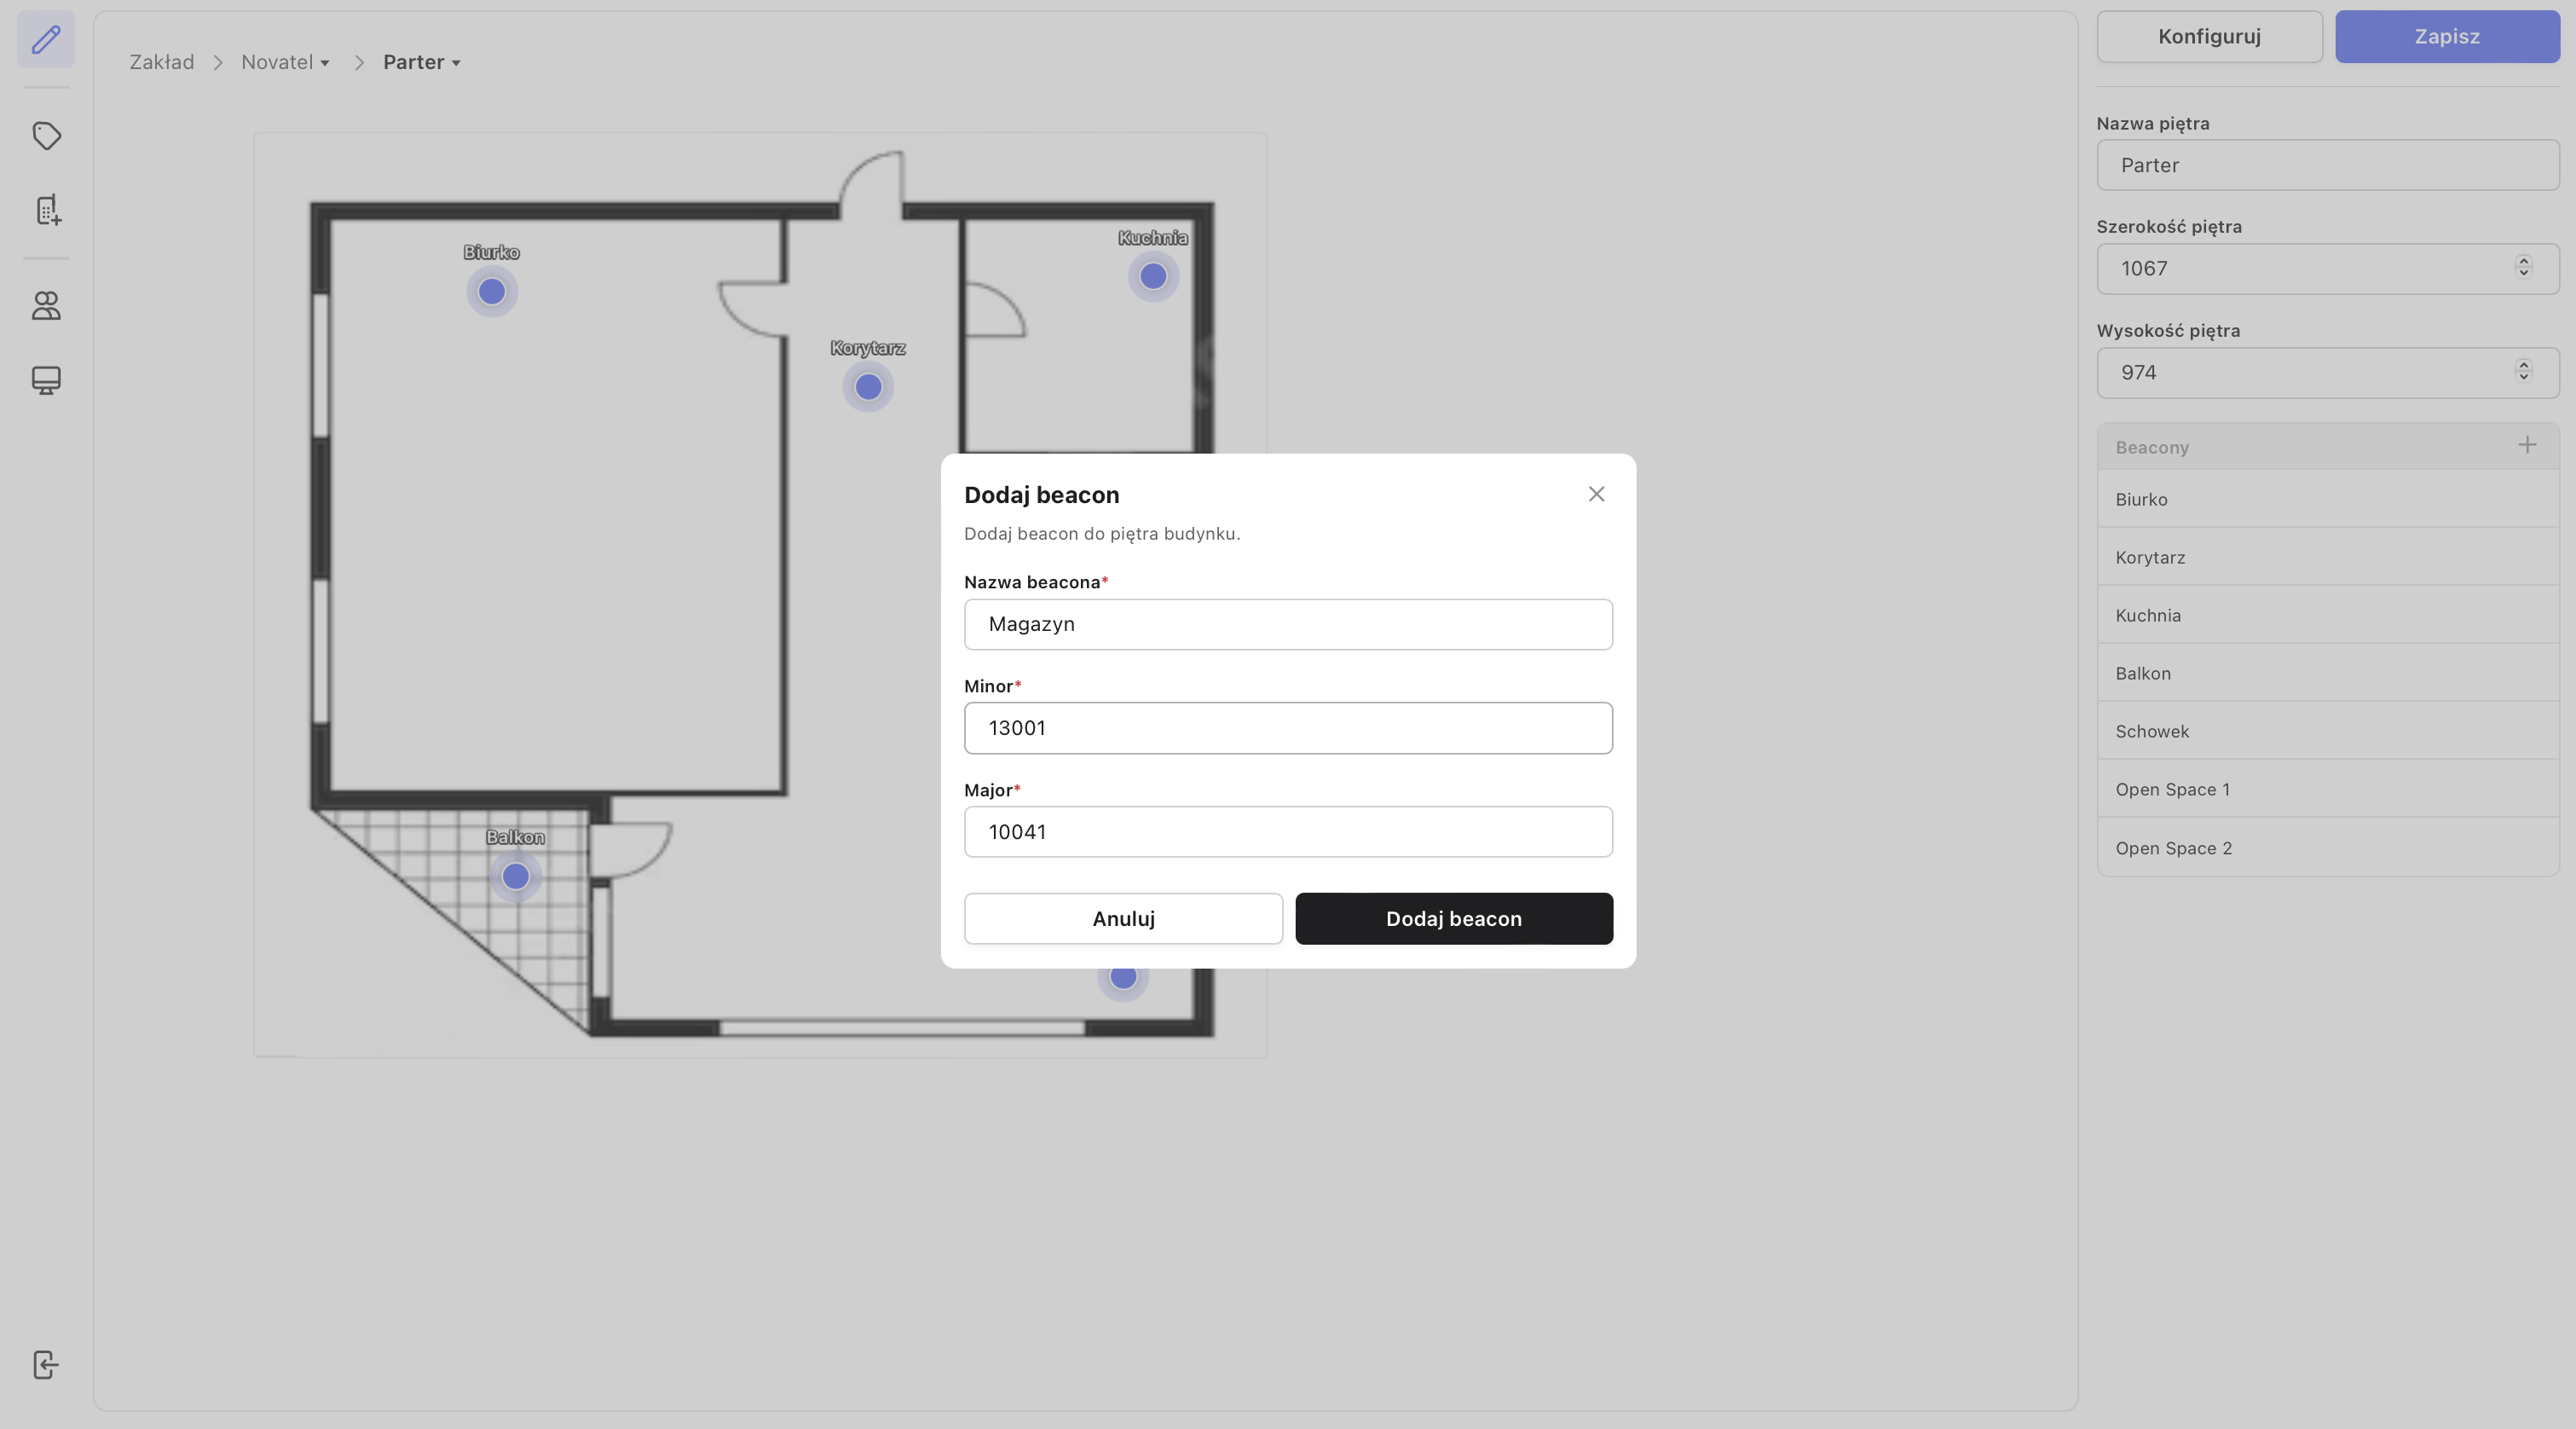 Zakład
Novatel
Parter
Konfiguruj
Zapisz
Nazwa piętra
Parter
Szerokość piętra
1067
Wysokość piętra
974
Beacony
Biurko
Korytarz
Kuchnia
Balkon
Schowek
Open Space 1
Open Space 2
Biurko
Kuchnia
Korytarz
Balkon
Dodaj beacon
Dodaj beacon do piętra budynku.
Nazwa beacona*
Magazyn
Minor*
13001
Major*
10041
Anuluj
Dodaj beacon